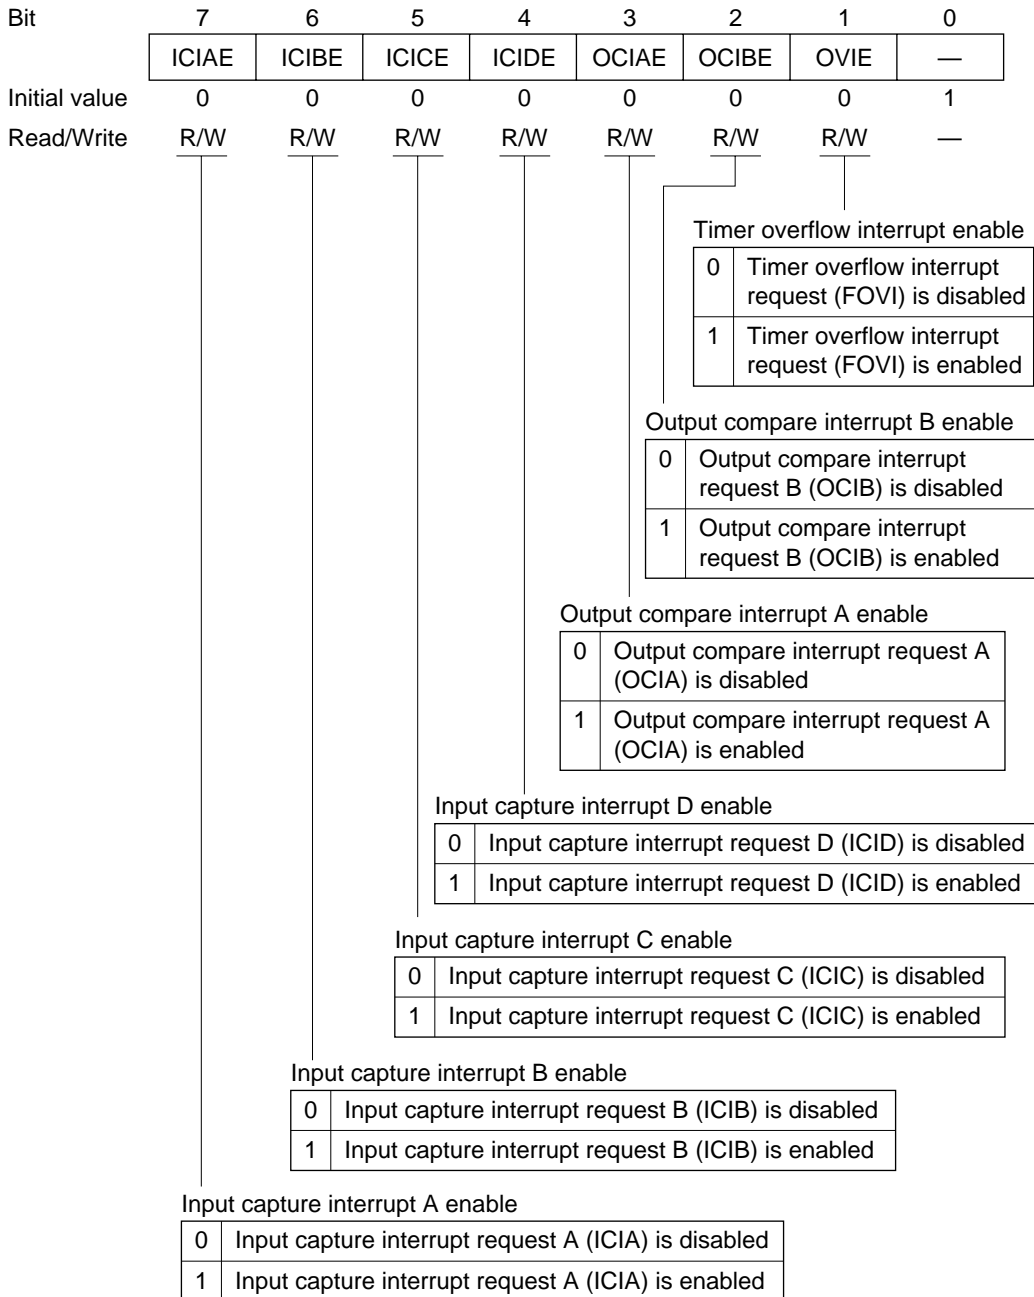 Bit 7 6 5 4 3 2 1 0
ICIAE ICIBE ICICE ICIDE OCIAE OCIBE OVIE —
Initial value 0 0 0 0 0 0 0 1
Read/Write R/W R/W R/W R/W R/W R/W R/W —
Timer overflow interrupt enable
0 Timer overflow interrupt
request (FOVI) is disabled
1 Timer overflow interrupt
request (FOVI) is enabled
Output compare interrupt B enable
0 Output compare interrupt
request B (OCIB) is disabled
1 Output compare interrupt
request B (OCIB) is enabled
Output compare interrupt A enable
0 Output compare interrupt request A
(OCIA) is disabled
1 Output compare interrupt request A
(OCIA) is enabled
Input capture interrupt D enable
0 Input capture interrupt request D (ICID) is disabled
1 Input capture interrupt request D (ICID) is enabled
Input capture interrupt C enable
0 Input capture interrupt request C (ICIC) is disabled
1 Input capture interrupt request C (ICIC) is enabled
Input capture interrupt B enable
0 Input capture interrupt request B (ICIB) is disabled
1 Input capture interrupt request B (ICIB) is enabled
Input capture interrupt A enable
0 Input capture interrupt request A (ICIA) is disabled
1 Input capture interrupt request A (ICIA) is enabled